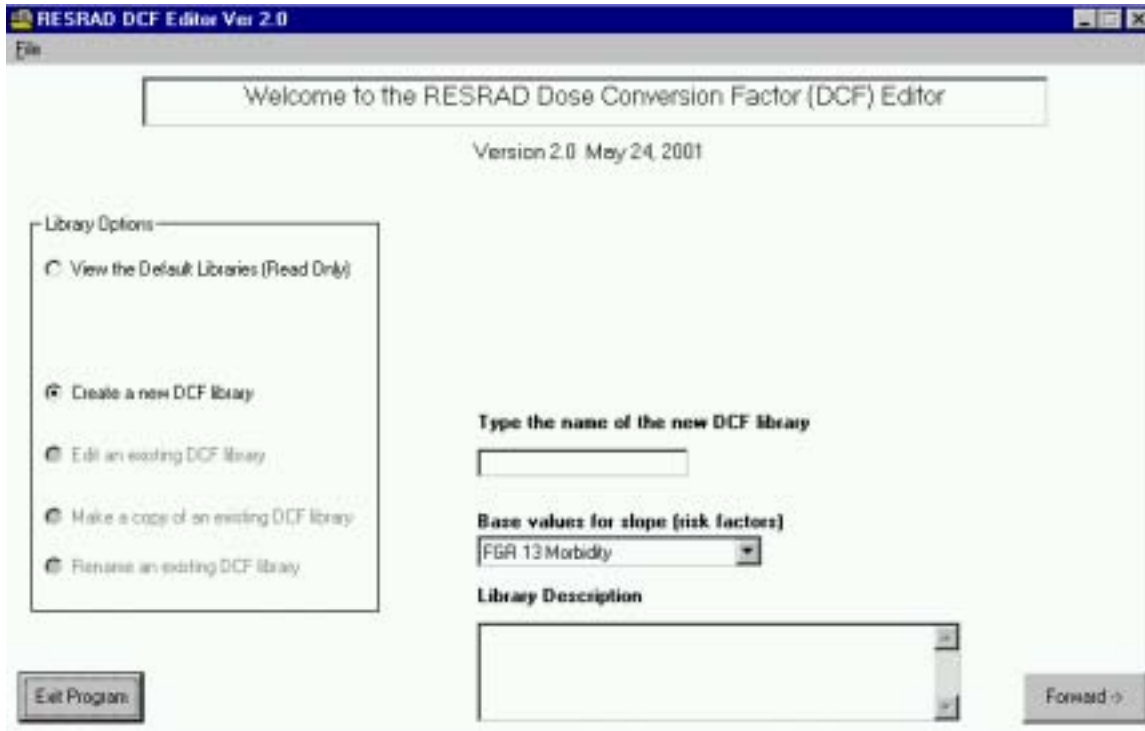 RESRAD DCF Editor Ver 2.0
File
Welcome to the RESRAD Dose Conversion Factor (DCF) Editor
Version 2.0 May 24, 2001
Library Options
View the Default Libraries (Read Only)
Create a new DCF library
Edit an existing DCF library
Make a copy of an existing DCF library
Rename an existing DCF library
Type the name of the new DCF library
Base values for slope (risk factors)
FGR 13 Morbidity
Library Description
Exit Program
Forward ->